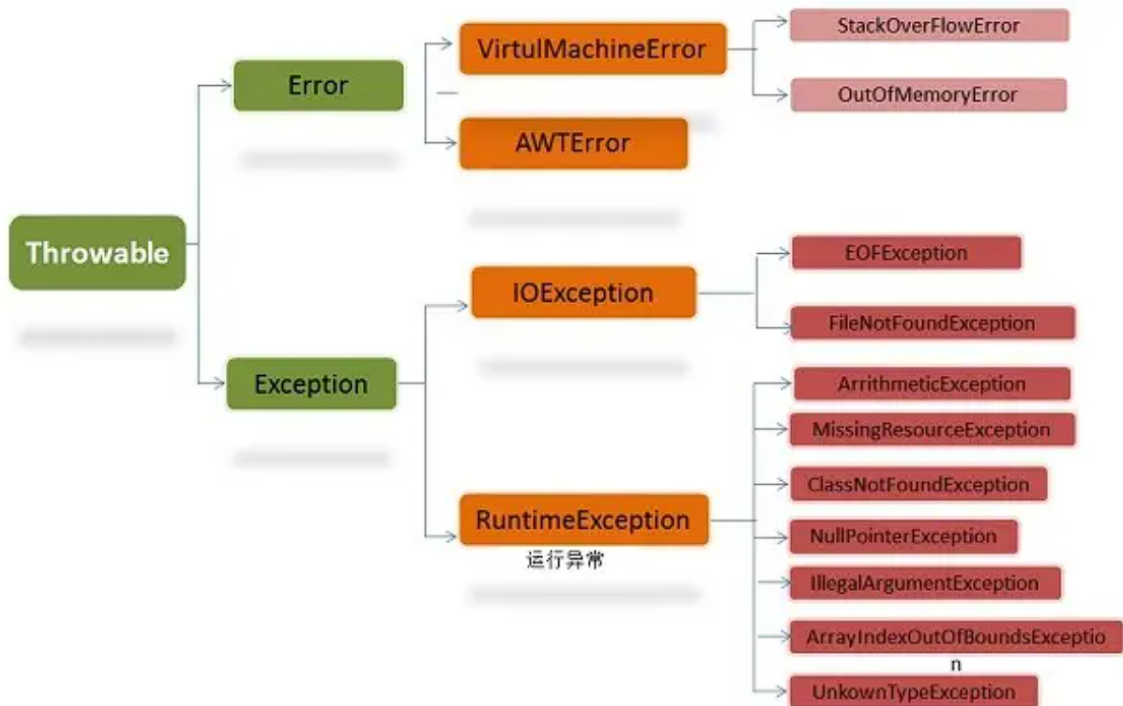 Throwable
Error
VirtulMachineError
StackOverFlowError
OutOfMemoryError
AWTError
Exception
IOException
EOFException
FileNotFoundException
RuntimeException
运行异常
ArrithmeticException
MissingResourceException
ClassNotFoundException
NullPointerException
IllegalArgumentException
ArrayIndexOutOfBoundsExceptio
n
UnkownTypeException